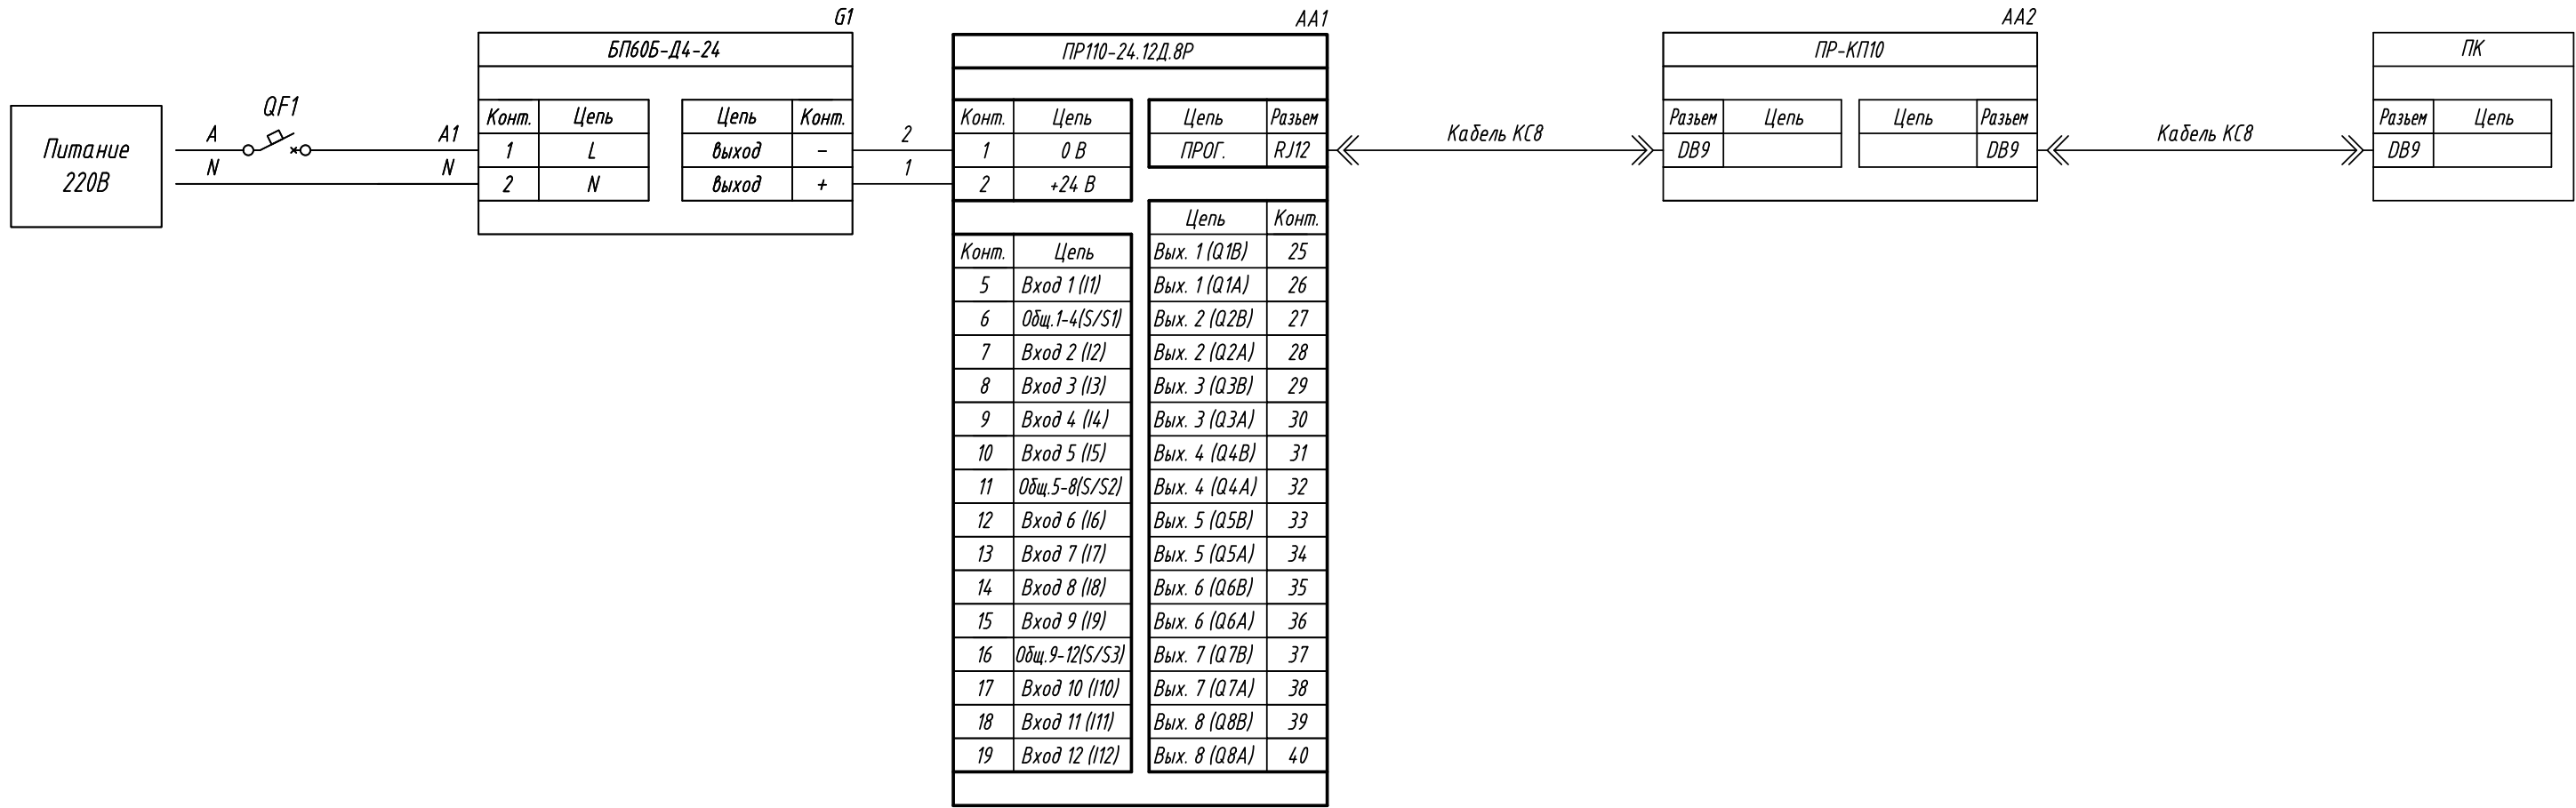 Питание
220В
A
N
QF1
A1
N
G1
БП60Б-Д4-24
Конт. Цепь
1 L
2 N
Цепь Конт.
выход –
выход +
2
1
AA1
ПР110-24.12Д.8Р
Конт. Цепь
1 0 В
2 +24 В
Цепь Разьем
ПРОГ. RJ12
Конт. Цепь
5 Вход 1 (I1)
6 Общ.1-4(S/S1)
7 Вход 2 (I2)
8 Вход 3 (I3)
9 Вход 4 (I4)
10 Вход 5 (I5)
11 Общ.5-8(S/S2)
12 Вход 6 (I6)
13 Вход 7 (I7)
14 Вход 8 (I8)
15 Вход 9 (I9)
16 Общ.9-12(S/S3)
17 Вход 10 (I10)
18 Вход 11 (I11)
19 Вход 12 (I12)
Цепь Конт.
Вых. 1 (Q1B) 25
Вых. 1 (Q1A) 26
Вых. 2 (Q2B) 27
Вых. 2 (Q2A) 28
Вых. 3 (Q3B) 29
Вых. 3 (Q3A) 30
Вых. 4 (Q4B) 31
Вых. 4 (Q4A) 32
Вых. 5 (Q5B) 33
Вых. 5 (Q5A) 34
Вых. 6 (Q6B) 35
Вых. 6 (Q6A) 36
Вых. 7 (Q7B) 37
Вых. 7 (Q7A) 38
Вых. 8 (Q8B) 39
Вых. 8 (Q8A) 40
Кабель КС8
AA2
ПР-КП10
Разьем Цепь
DB9
Цепь Разьем
DB9
Кабель КС8
ПК
Разьем Цепь
DB9